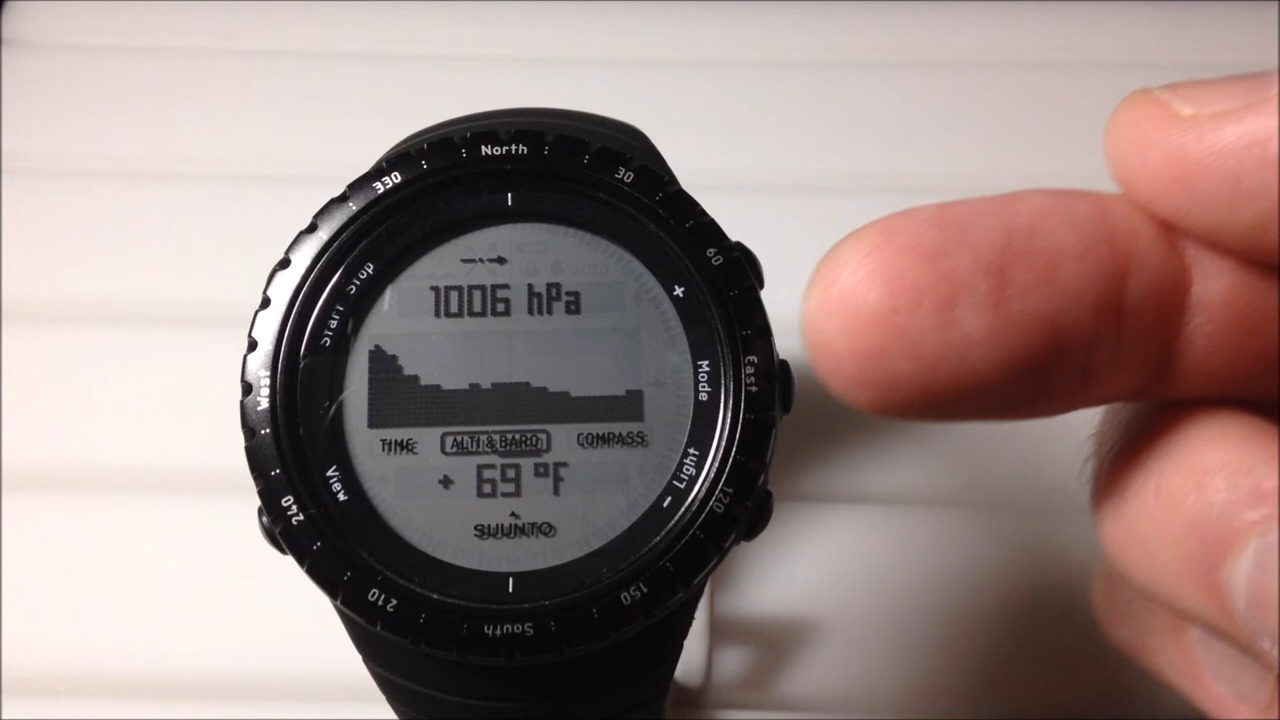 North
330
30
60
Start Stop
+
1006 hPa
West
Mode
East
TIME ALTI & BARO COMPASS
+ 69 °F
View
- Light
240
120
SUUNTO
210
150
South